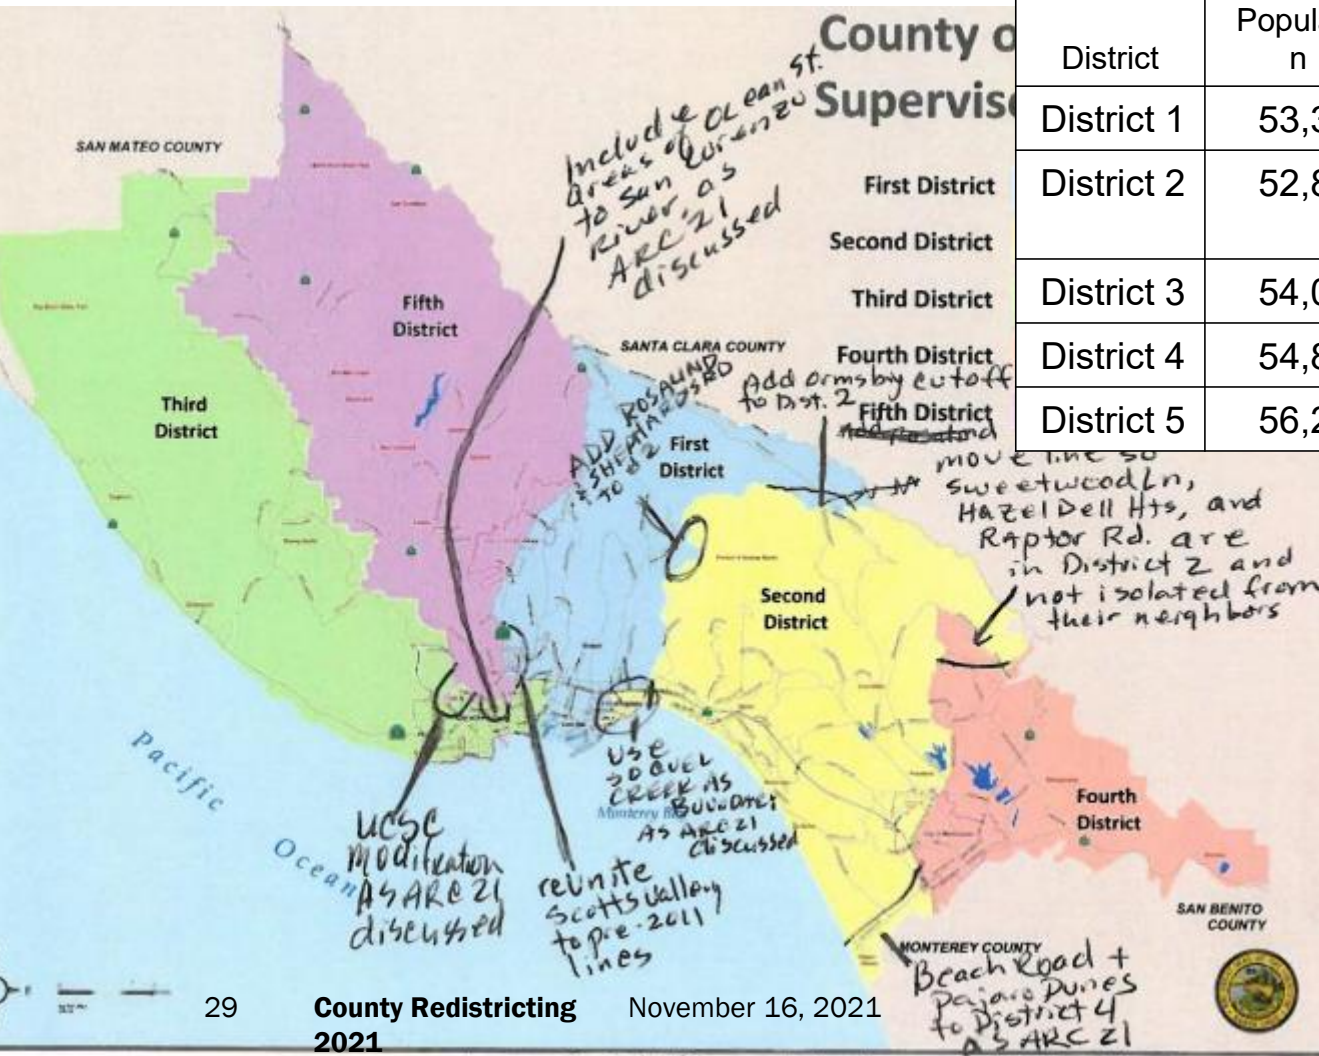 County o
Supervis
First District
Second District
Third District
Fourth District
Fifth District
District
Popul
n
District 1
53,3
District 2
52,8
District 3
54,0
District 4
54,8
District 5
56,2
SAN MATEO COUNTY
Include
areas of Ocean St.
to San Lorenzo
River, as
ARC 21
discussed
Fifth
District
SANTA CLARA COUNTY
Third
District
ADD ROSALIND
& SHEPHARDS RD
TO d2
First
District
Add Ormsby cutoff
to Dist. 2
move line so
Sweetwood Ln,
Hazel Dell Hts, and
Raptor Rd. are
in District 2 and
not isolated from
their neighbors
Second
District
Pacific
Ocean
Monterey
USE
SOQUEL
CREEK AS
AS ARC 21
discussed
Fourth
District
UCSC
Modification
AS ARC 21
discussed
reunite
Scotts Valley
to pre-2011
lines
SAN BENITO
COUNTY
MONTEREY COUNTY
Beach Road +
Pajaro Dunes
to District 4
AS ARC 21
29
County Redistricting
2021
November 16, 2021